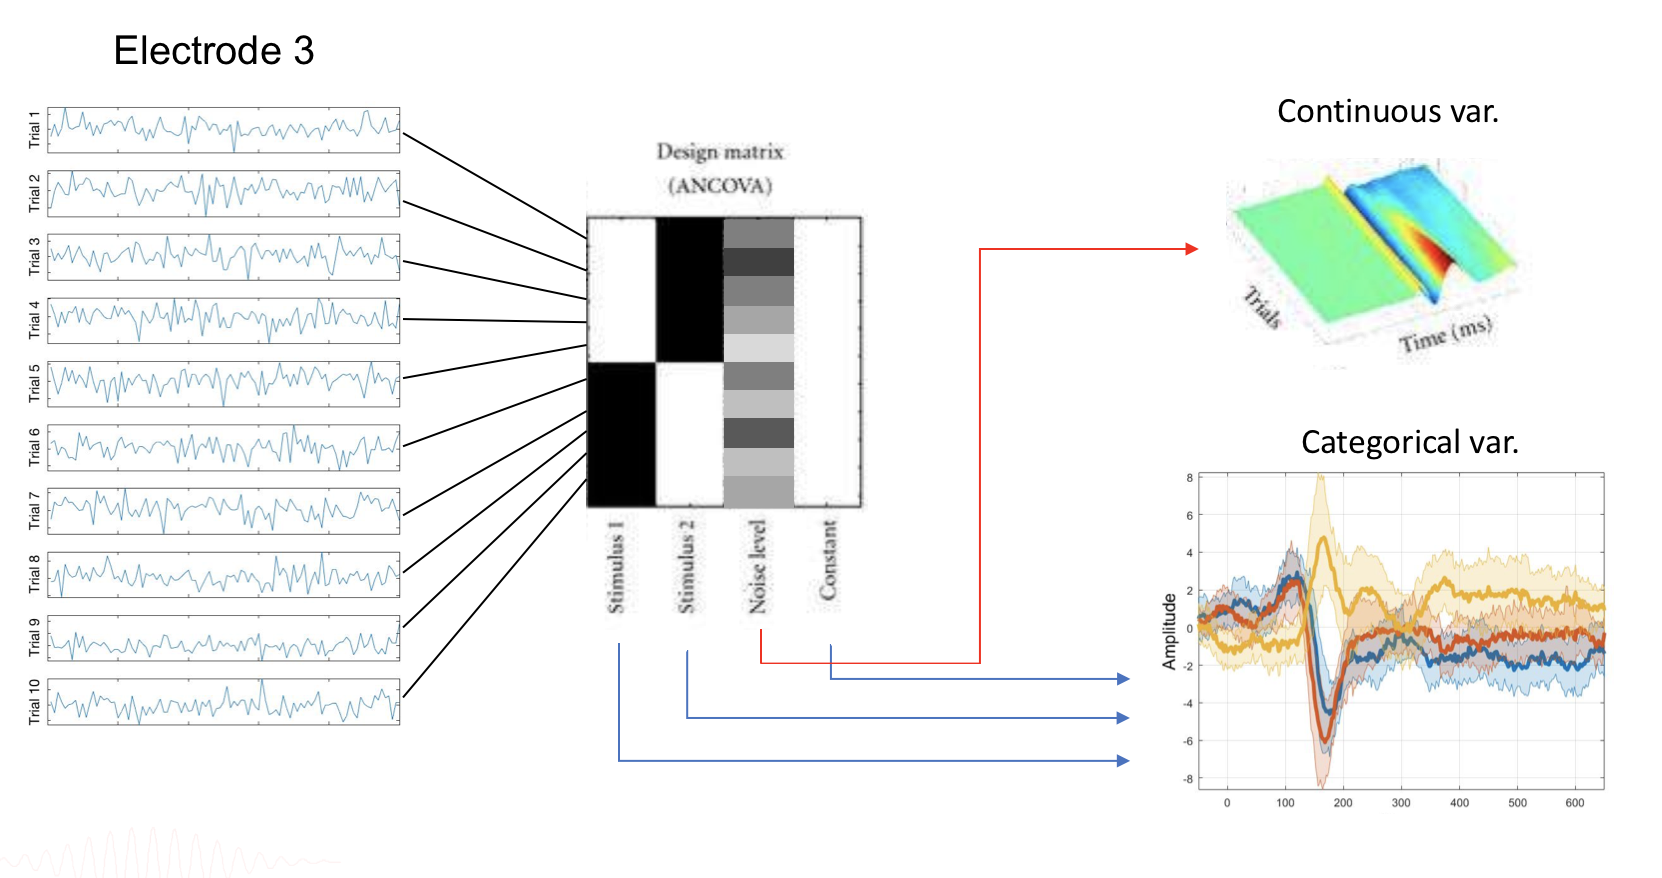 Electrode 3
Trial 1
Trial 2
Trial 3
Trial 4
Trial 5
Trial 6
Trial 7
Trial 8
Trial 9
Trial 10
Design matrix
(ANCOVA)
Stimulus 1
Stimulus 2
Noise level
Constant
Continuous var.
Trials
Time (ms)
Categorical var.
Amplitude
8
6
4
2
0
-2
-4
-6
-8
0 100 200 300 400 500 600